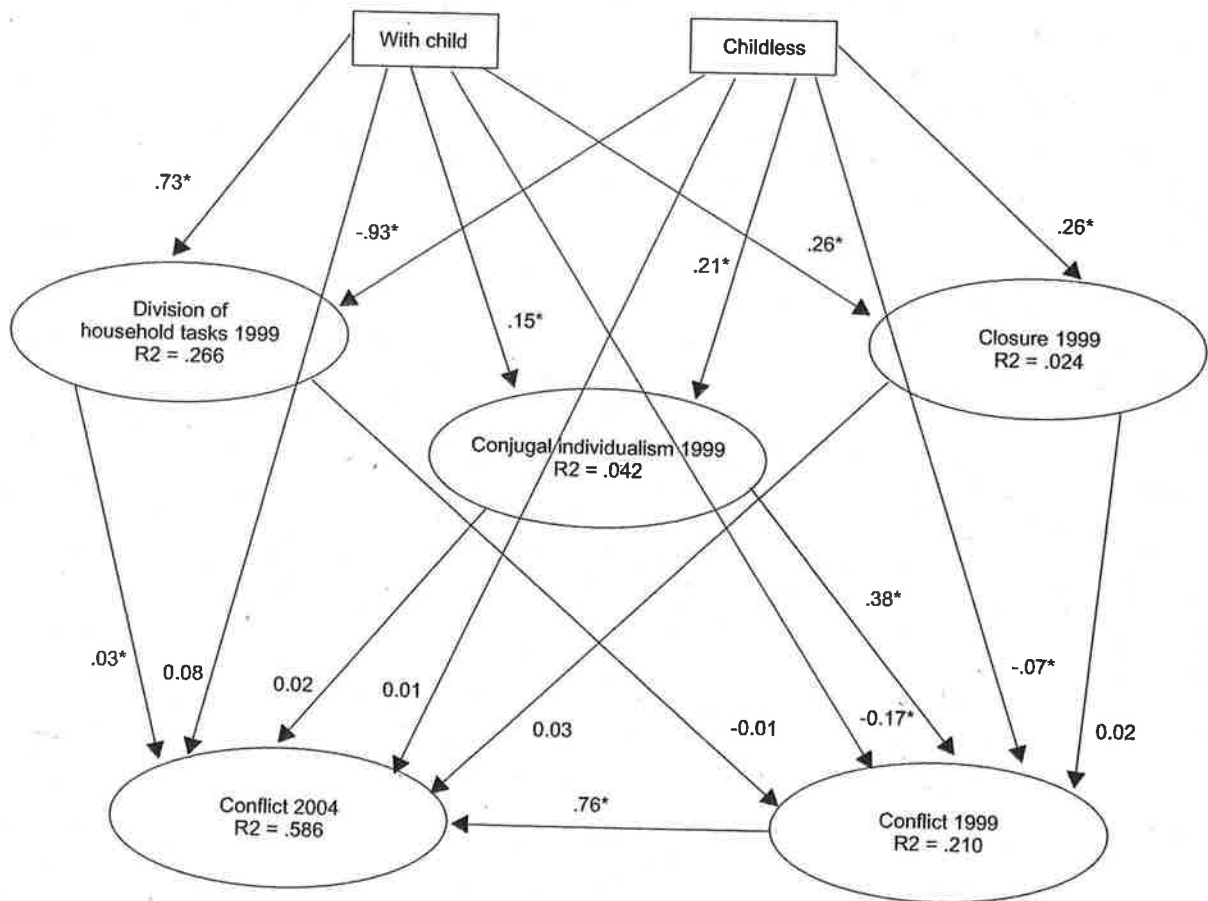 With child
Childless
.73*
-.93*
.15*
.21*
.26*
.26*
Division of
household tasks 1999
R2 = .266
Closure 1999
R2 = .024
Conjugal individualism 1999
R2 = .042
.38*
.03*
0.08
0.02
0.01
0.03
-0.01
-0.17*
-.07*
0.02
.76*
Conflict 2004
R2 = .586
Conflict 1999
R2 = .210